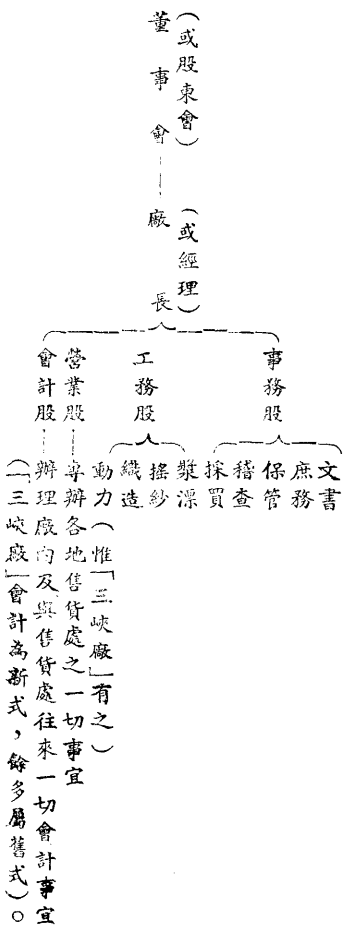 （或股東會）
董事會——廠長
（或經理）
事務股
文書
庶務
保管
稽查
採買
工務股
漿漂
搖紗
織造
動力（惟「三峽廠」有之）
營業股——專辦各地售貨處之一切事宜
會計股——辦理廠內及與售貨處往來一切會計事宜
（「三峽廠」會計為新式，餘多屬舊式）。